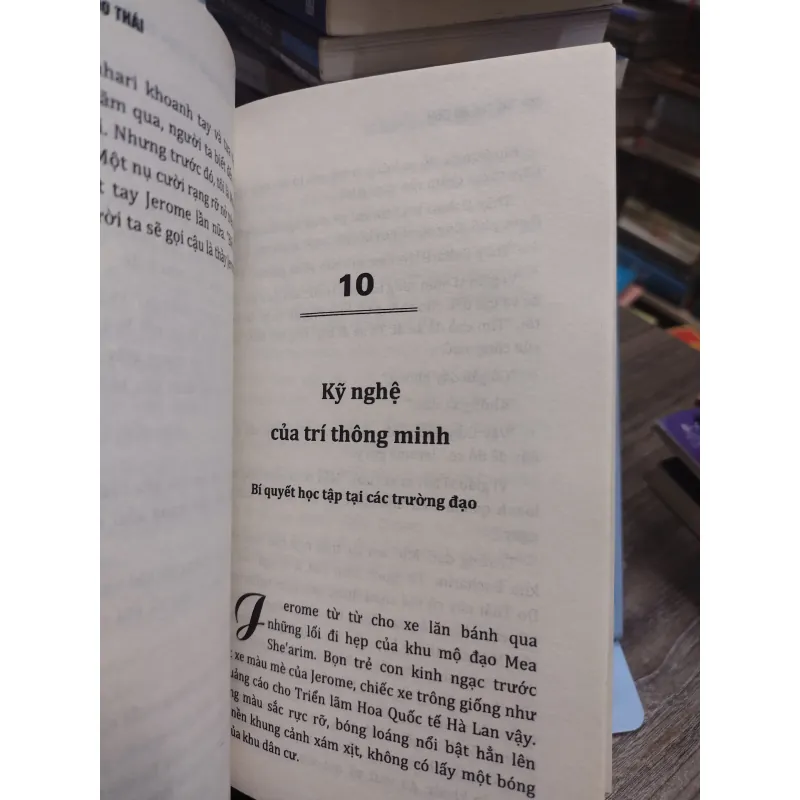 O THÁI
hari khoanh tay và
ăm qua, người ta biết
. Nhưng trước đó, tôi là
Một nụ cười rạng rỡ nở
t tay Jerome lần nữa.
ời ta sẽ gọi cậu là thầy
10
Kỹ nghệ
của trí thông minh
Bí quyết học tập tại các trường đạo
Jerome từ từ cho xe lăn bánh qua
những lối đi hẹp của khu mộ đạo Mea
She'arim. Bọn trẻ con kinh ngạc trước
xe màu mè của Jerome, chiếc xe trông giống như
uảng cáo cho Triển lãm Hoa Quốc tế Hà Lan vậy.
ng màu sắc rực rỡ, bóng loáng nổi bật hẳn lên
nền khung cảnh xám xịt, không có lấy một bóng
ủa khu dân cư.